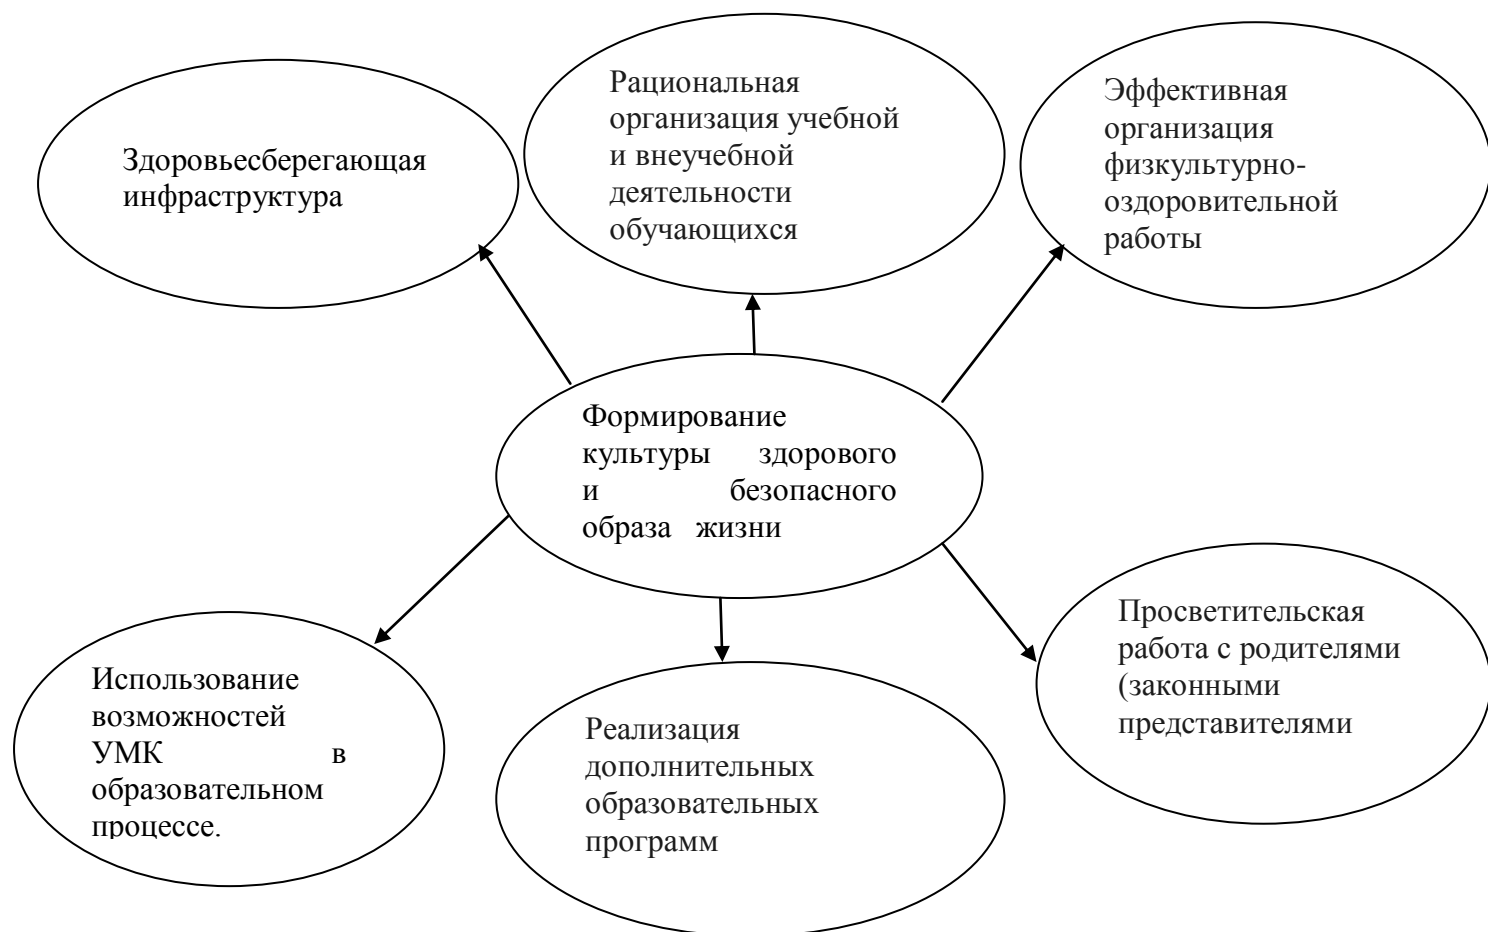 Здоровьесберегающая
инфраструктура
Рациональная
организация учебной
и внеучебной
деятельности
обучающихся
Эффективная
организация
физкультурно-
оздоровительной
работы
Формирование
культуры здорового
и безопасного
образа жизни
Использование
возможностей
УМК в
образовательном
процессе.
Реализация
дополнительных
образовательных
программ
Просветительская
работа с родителями
(законными
представителями